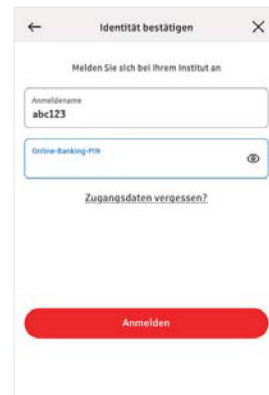 Identität bestätigen
Melden Sie sich bei Ihrem Institut an
Anmeldename
abc123
Online-Banking-PIN
Zugangsdaten vergessen?
Anmelden